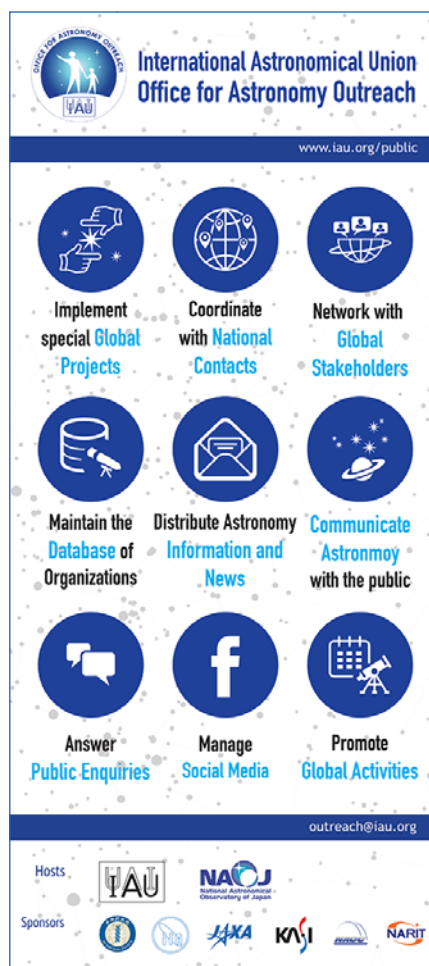 OFFICE FOR ASTRONOMY OUTREACH
IAU
International Astronomical Union
Office for Astronomy Outreach
www.iau.org/public
Implement
special Global
Projects
Coordinate
with National
Contacts
Network with
Global
Stakeholders
Maintain the
Database of
Organizations
Distribute Astronomy
Information and
News
Communicate
Astronmoy
with the public
Answer
Public Enquiries
Manage
Social Media
Promote
Global Activities
outreach@iau.org
Hosts
IAU
NAOJ
National Astronomical
Observatory of Japan
Sponsors
JAXA
KASI
NARIT